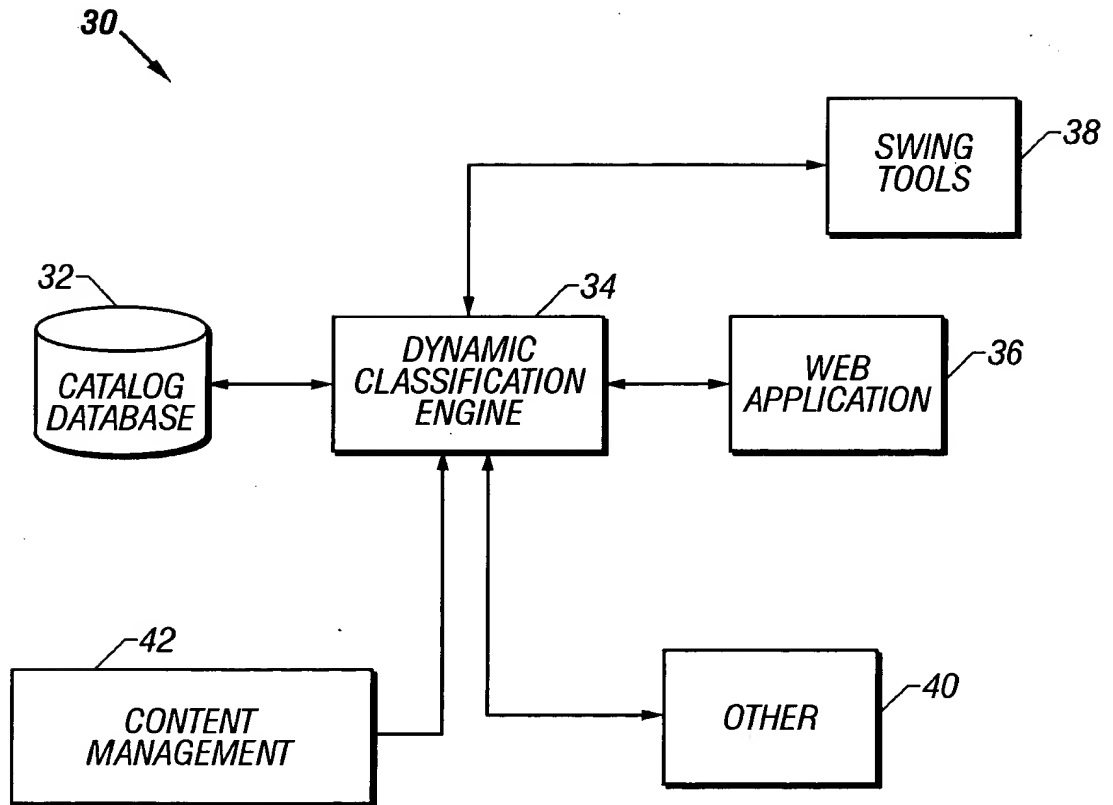 30
SWING
TOOLS
38
32
CATALOG
DATABASE
34
DYNAMIC
CLASSIFICATION
ENGINE
WEB
APPLICATION
36
42
CONTENT
MANAGEMENT
OTHER
40